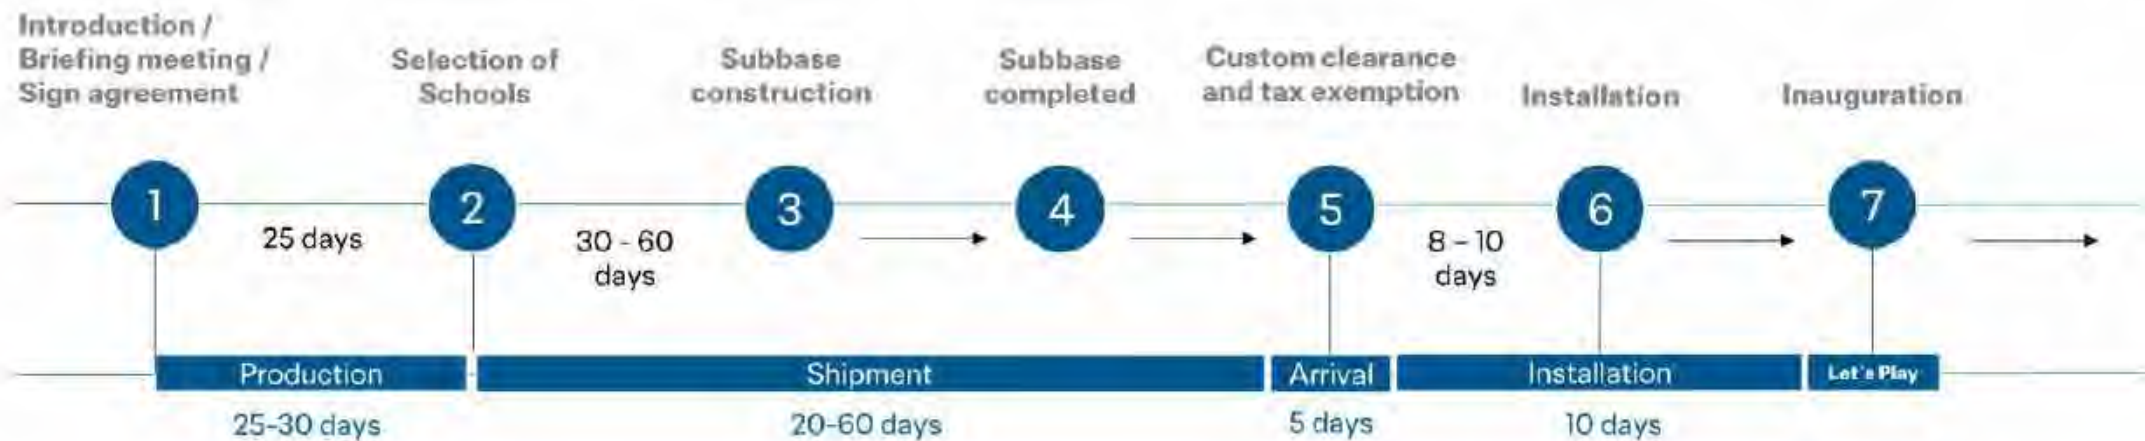 Introduction /
Briefing meeting /
Sign agreement
Selection of
Schools
Subbase
construction
Subbase
completed
Custom clearance
and tax exemption
Installation
Inauguration
1
2
3
4
5
6
7
25 days
30 - 60
days
8 - 10
days
Production
Shipment
Arrival
Installation
Let's Play
25-30 days
20-60 days
5 days
10 days